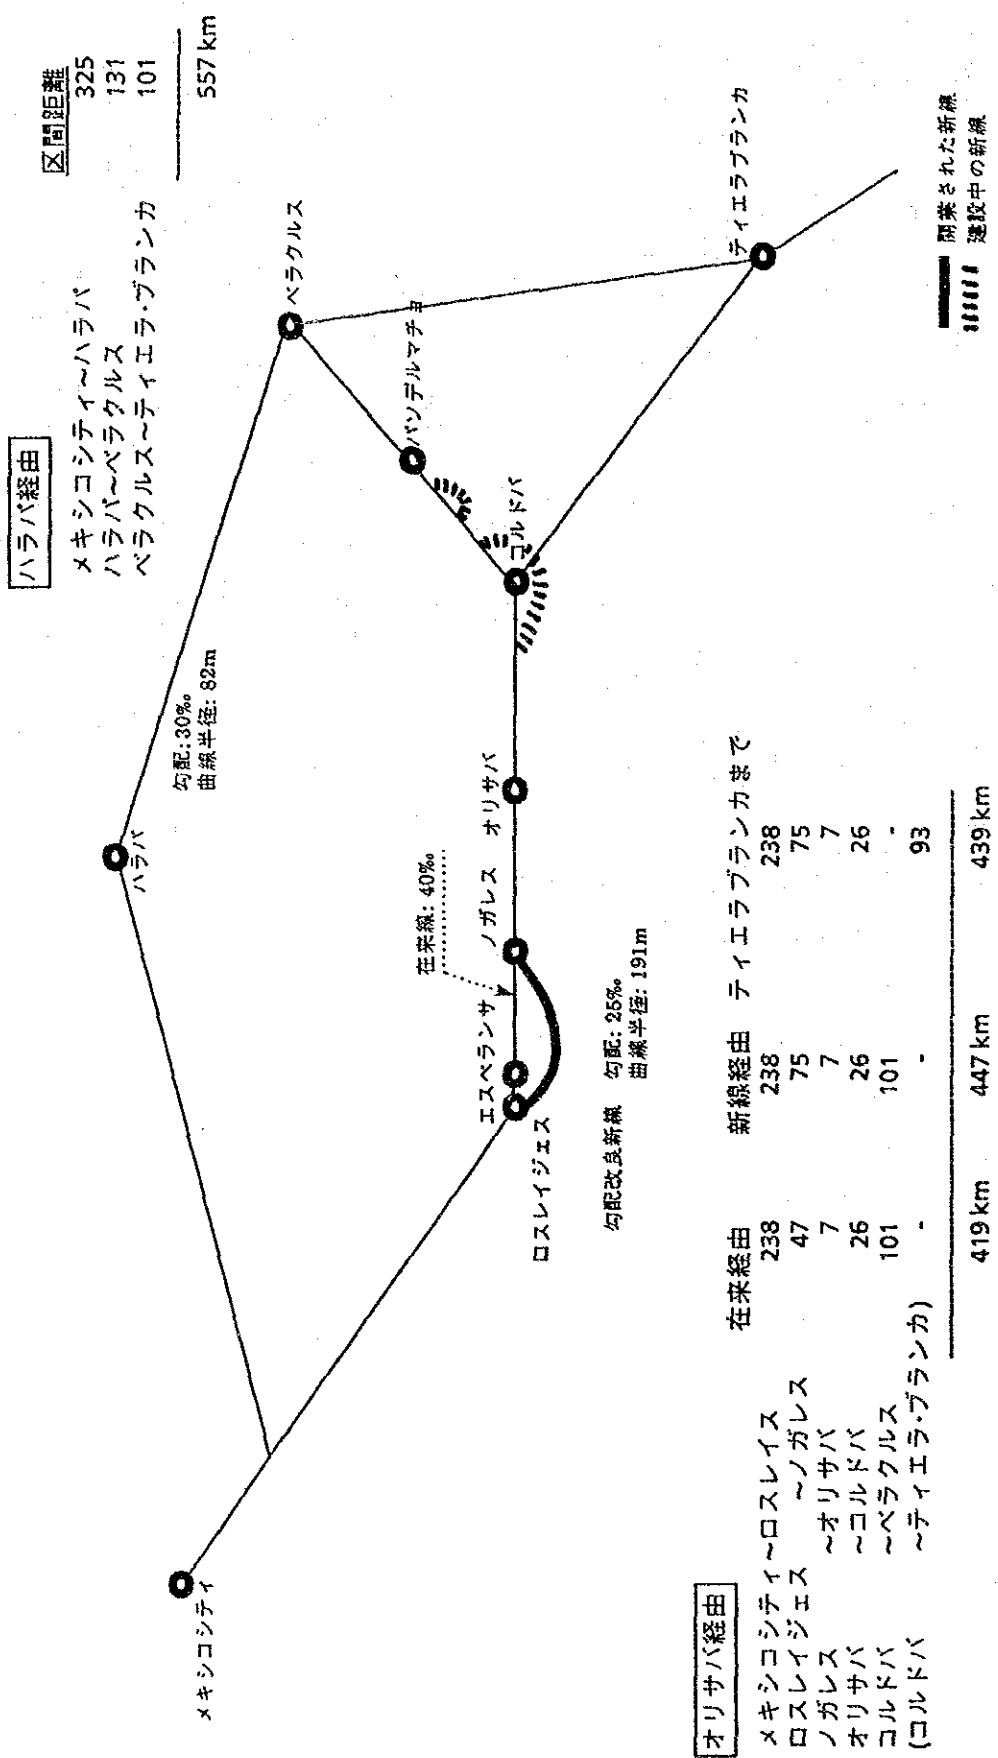 ハラパ経由
区間距離
メキシコシティ～ハラパ 325
ハラパ～ベラクルス 131
ベラクルス～ティエラ・ブランカ 101
557 km
メキシコシティ
ハラパ
勾配:30‰
曲線半径: 82m
ベラクルス
パソデルマチョ
コルドバ
ティエラブランカ
オリサバ
ノガレス
在来線: 40‰
エスペランサ
ロスレイジェス
勾配改良新線 勾配: 25‰
曲線半径: 191m
開業された新線
建設中の新線
オリサバ経由
在来経由 新線経由 ティエラブランカまで
メキシコシティ～ロスレイス 238 238 238
ロスレイジェス ～ノガレス 47 75 75
ノガレス ～オリサバ 7 7 7
オリサバ ～コルドバ 26 26 26
コルドバ ～ベラクルス 101 101 -
(コルドバ ～ティエラ・ブランカ) - - 93
419 km 447 km 439 km